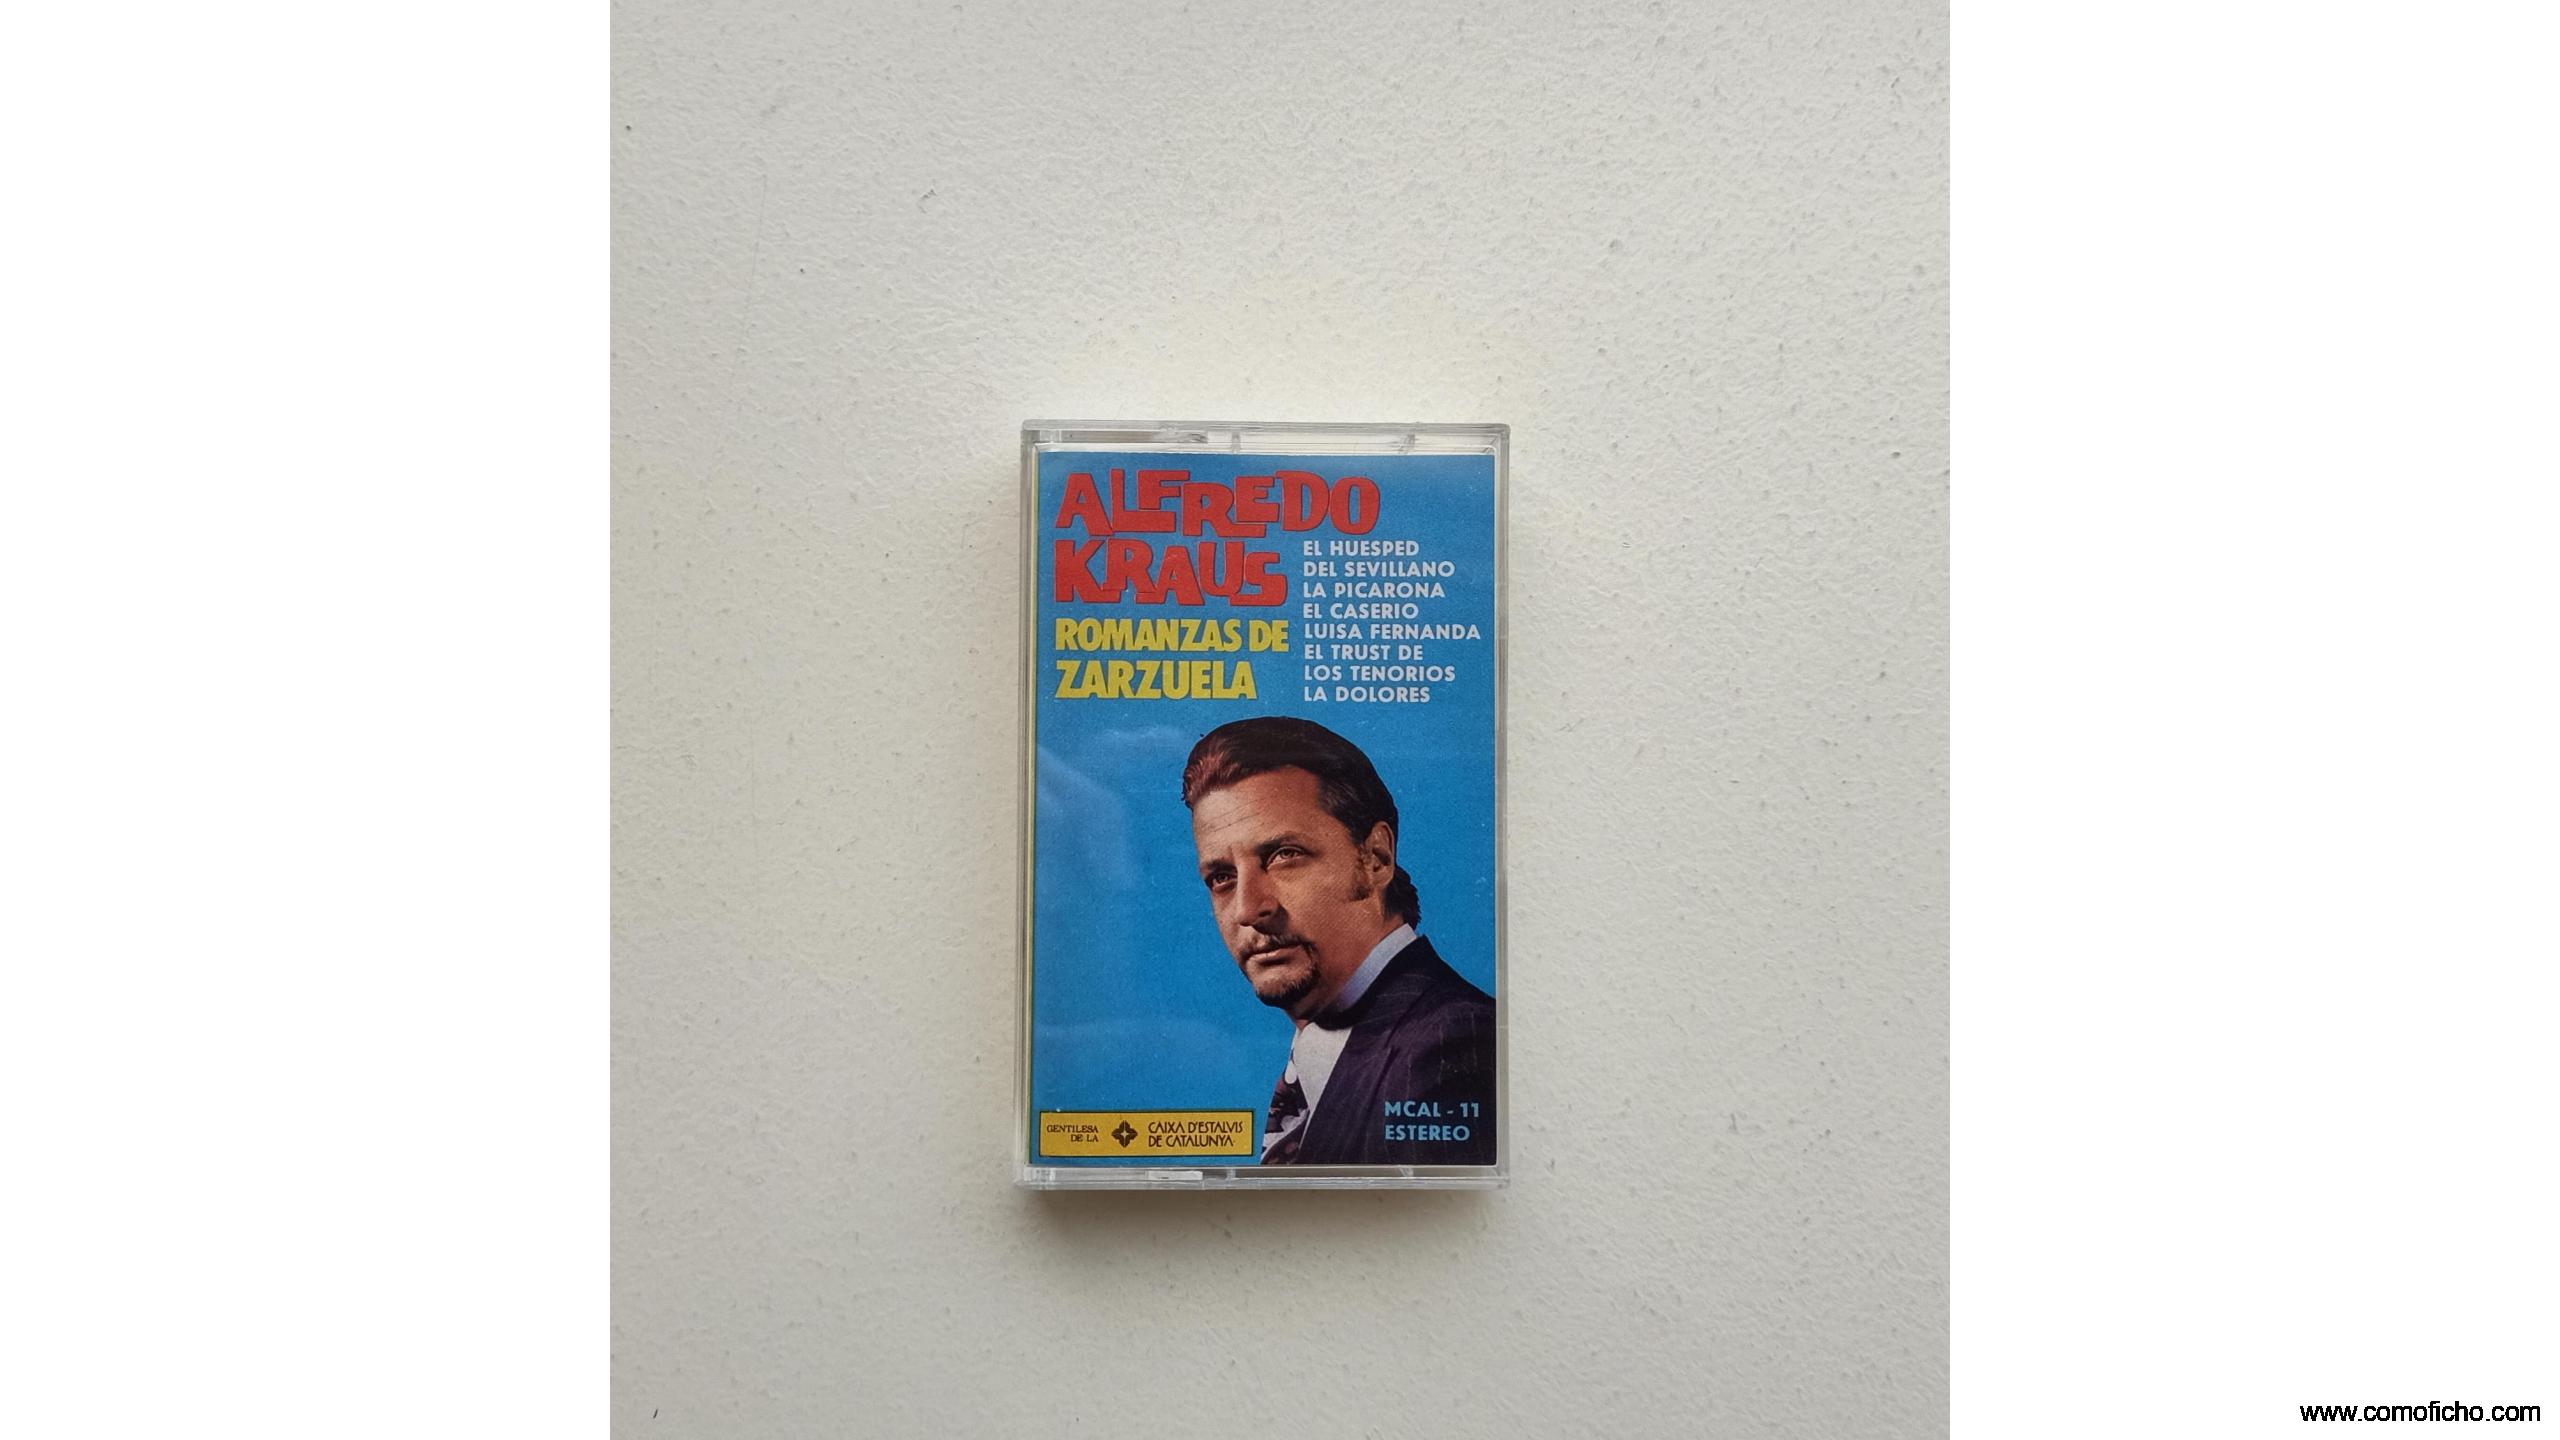 ALFREDO
KRAUS
ROMANZAS DE
ZARZUELA
EL HUESPED
DEL SEVILLANO
LA PICARONA
EL CASERIO
LUISA FERNANDA
EL TRUST DE
LOS TENORIOS
LA DOLORES
GENTILESA
DE LA
CAIXA D'ESTALVIS
DE CATALUNYA
MCAL - 11
ESTEREO
www.comoficho.com